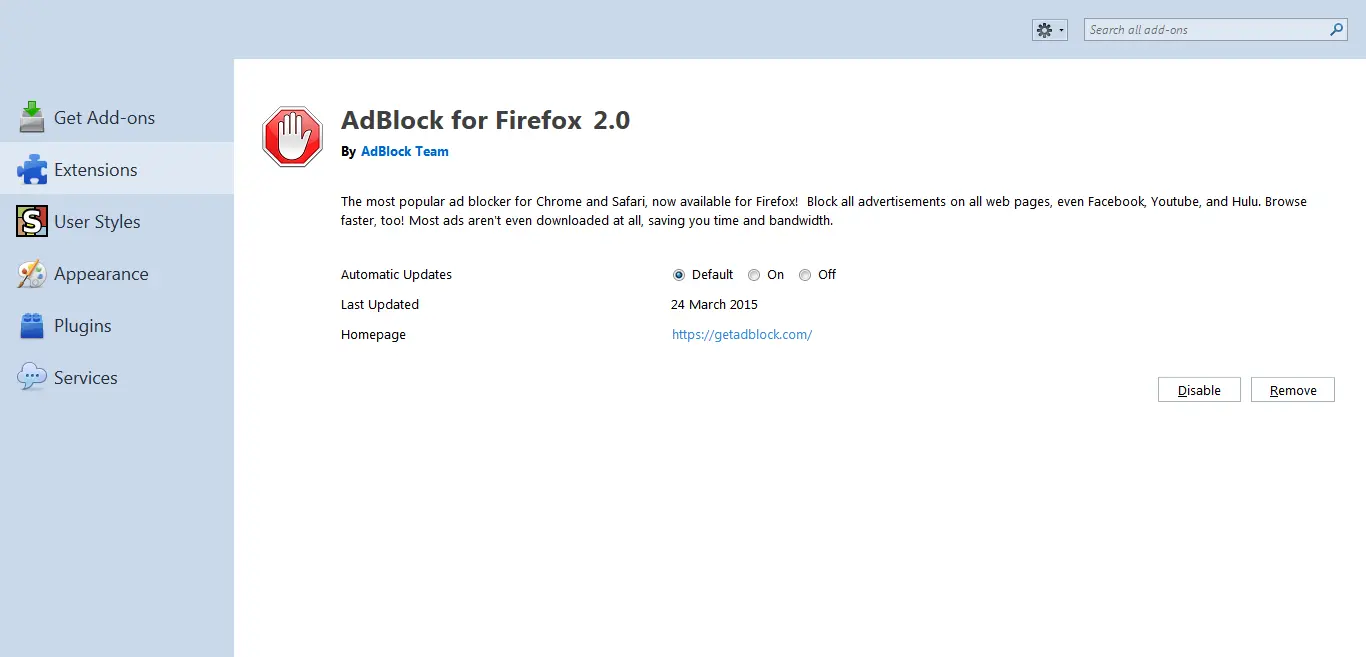 Search all add-ons
Get Add-ons
Extensions
User Styles
Appearance
Plugins
Services
AdBlock for Firefox 2.0
By AdBlock Team
The most popular ad blocker for Chrome and Safari, now available for Firefox!  Block all advertisements on all web pages, even Facebook, Youtube, and Hulu. Browse
faster, too! Most ads aren't even downloaded at all, saving you time and bandwidth.
Automatic Updates Default On Off
Last Updated 24 March 2015
Homepage https://getadblock.com/
Disable Remove